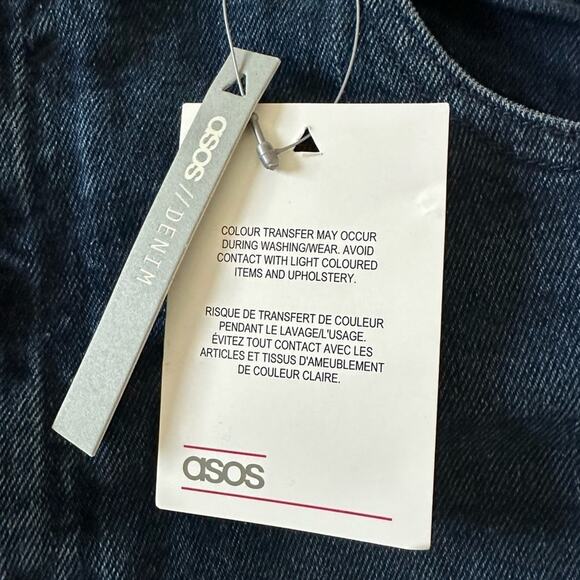 asos//DENIM
COLOUR TRANSFER MAY OCCUR
DURING WASHING/WEAR. AVOID
CONTACT WITH LIGHT COLOURED
ITEMS AND UPHOLSTERY.
RISQUE DE TRANSFERT DE COULEUR
PENDANT LE LAVAGE/L'USAGE.
ÉVITEZ TOUT CONTACT AVEC LES
ARTICLES ET TISSUS D'AMEUBLEMENT
DE COULEUR CLAIRE.
asos